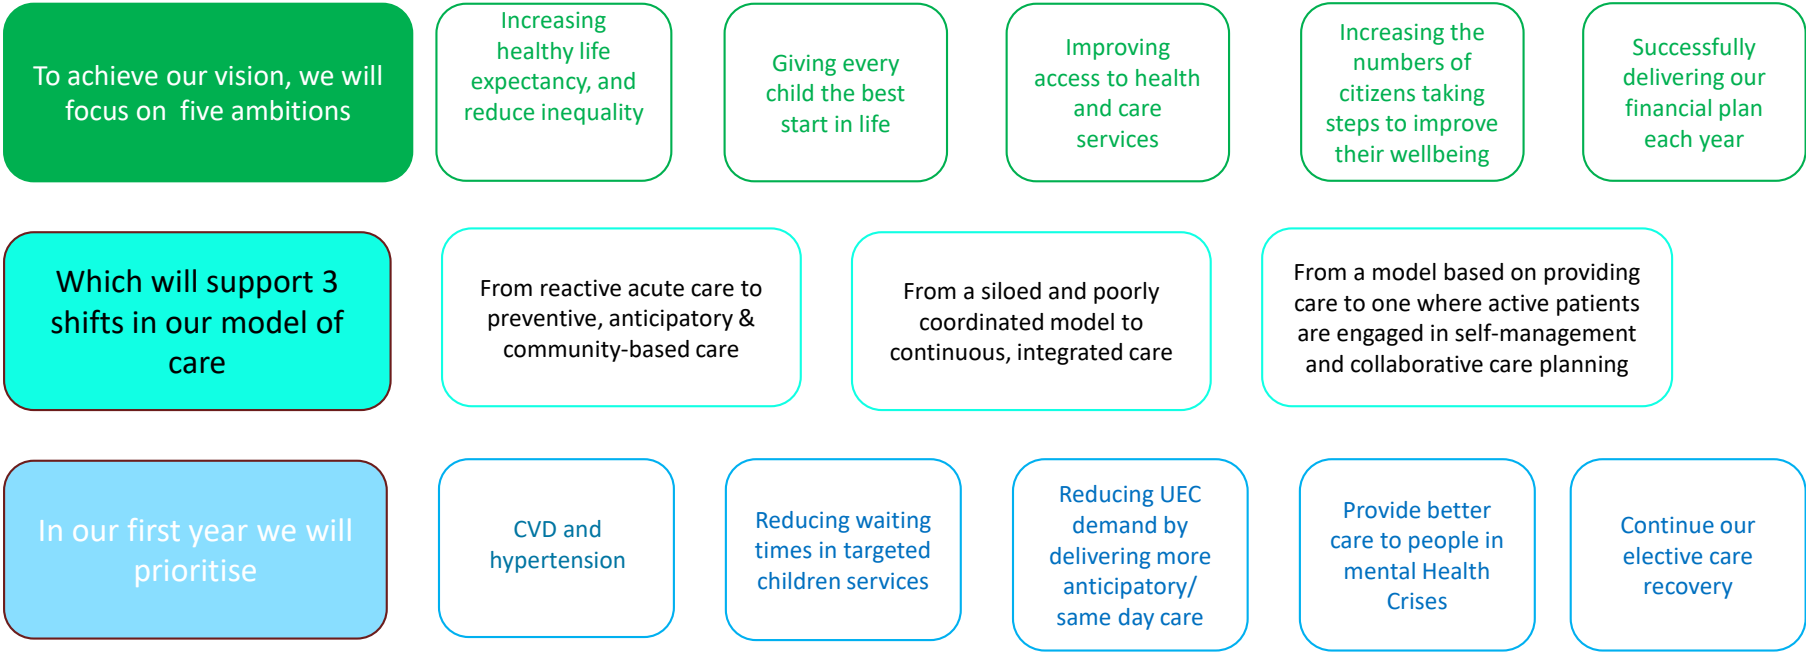 To achieve our vision, we will
focus on  five ambitions
Increasing
healthy life
expectancy, and
reduce inequality
Giving every
child the best
start in life
Improving
access to health
and care
services
Increasing the
numbers of
citizens taking
steps to improve
their wellbeing
Successfully
delivering our
financial plan
each year
Which will support 3
shifts in our model of
care
From reactive acute care to
preventive, anticipatory &
community-based care
From a siloed and poorly
coordinated model to
continuous, integrated care
From a model based on providing
care to one where active patients
are engaged in self-management
and collaborative care planning
In our first year we will
prioritise
CVD and
hypertension
Reducing waiting
times in targeted
children services
Reducing UEC
demand by
delivering more
anticipatory/
same day care
Provide better
care to people in
mental Health
Crises
Continue our
elective care
recovery